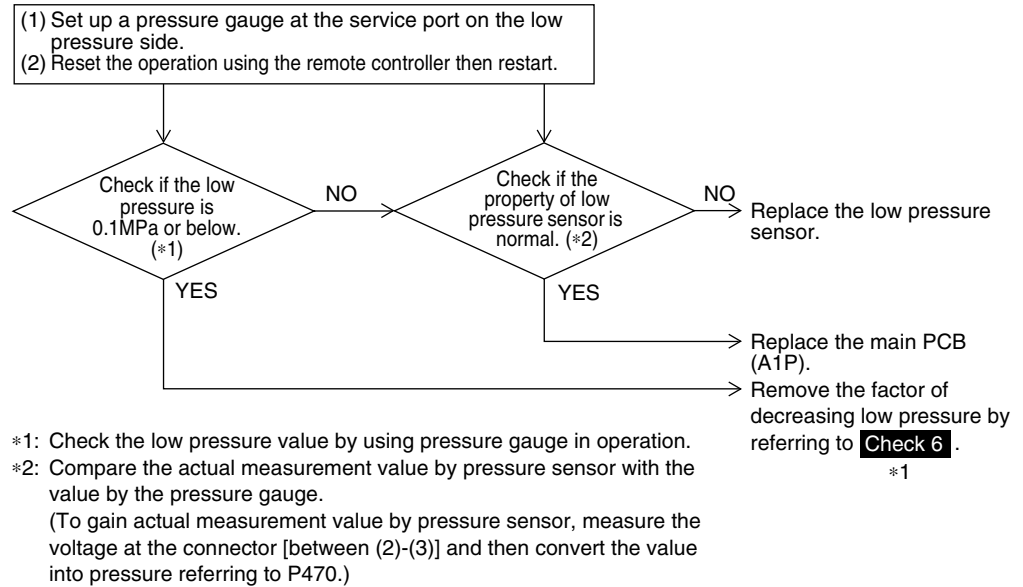 (1) Set up a pressure gauge at the service port on the low
pressure side.
(2) Reset the operation using the remote controller then restart.
Check if the low
pressure is
0.1MPa or below.
(*1)
NO
YES
Check if the
property of low
pressure sensor is
normal. (*2)
NO
YES
Replace the low pressure
sensor.
Replace the main PCB
(A1P).
Remove the factor of
decreasing low pressure by
referring to Check 6 .
*1
*1: Check the low pressure value by using pressure gauge in operation.
*2: Compare the actual measurement value by pressure sensor with the
value by the pressure gauge.
(To gain actual measurement value by pressure sensor, measure the
voltage at the connector [between (2)-(3)] and then convert the value
into pressure referring to P470.)